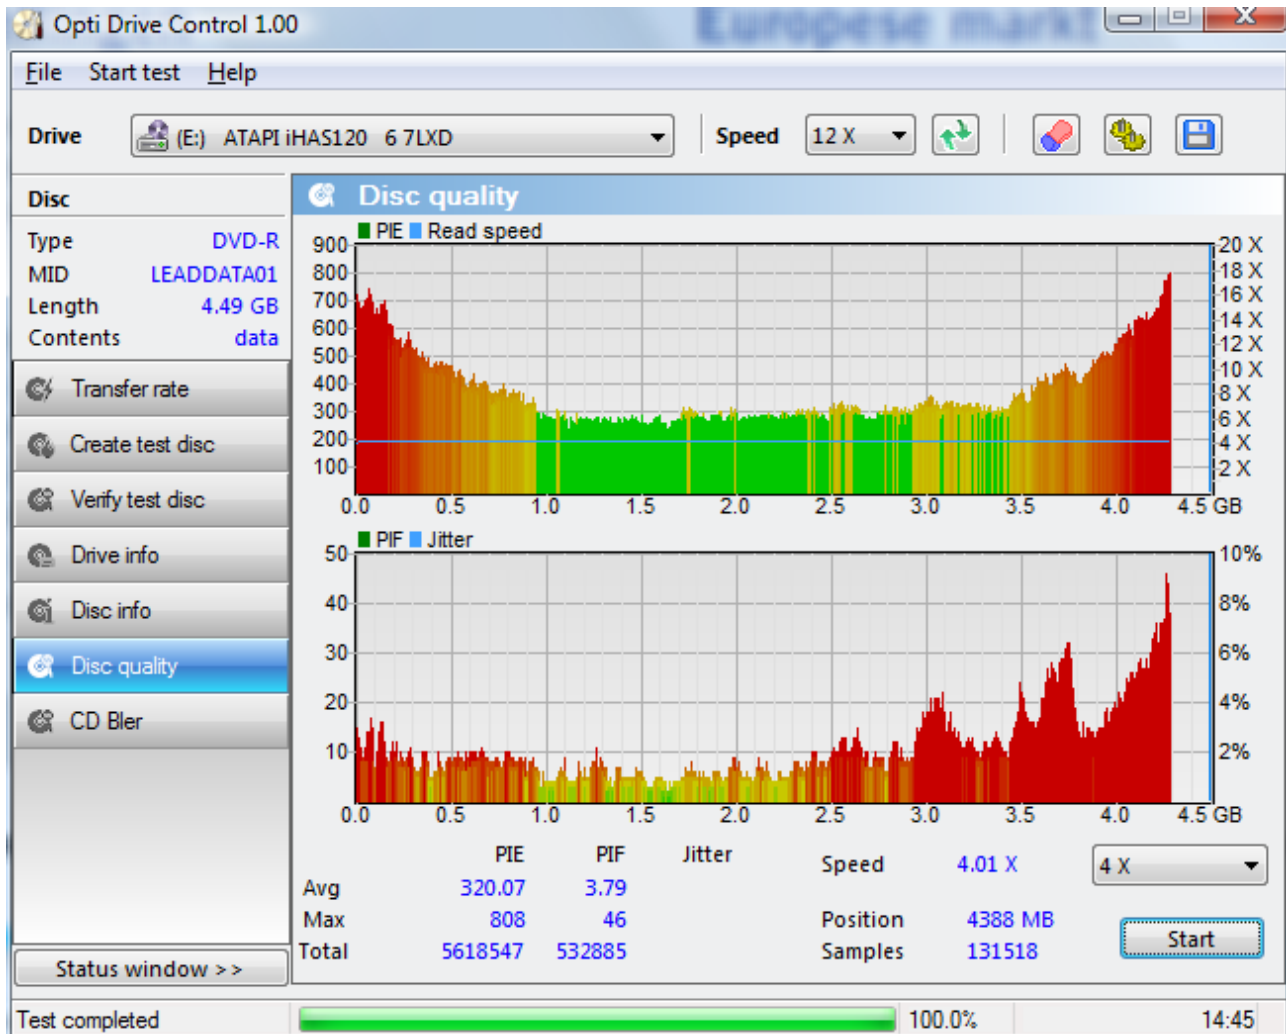 Opti Drive Control 1.00
Europese markt
File Start test Help
Drive (E:) ATAPI iHAS120 6 7LXD Speed 12 X
Disc
Type DVD-R
MID LEADDATA01
Length 4.49 GB
Contents data
Transfer rate
Create test disc
Verify test disc
Drive info
Disc info
Disc quality
CD Bler
Status window >>
Disc quality
PIE Read speed
900 20 X
800 18 X
700 16 X
600 14 X
500 12 X
400 10 X
300 8 X
200 6 X
100 4 X
2 X
0.0 0.5 1.0 1.5 2.0 2.5 3.0 3.5 4.0 4.5 GB
PIF Jitter
50 10%
40 8%
30 6%
20 4%
10 2%
0.0 0.5 1.0 1.5 2.0 2.5 3.0 3.5 4.0 4.5 GB
PIE PIF Jitter Speed 4.01 X 4 X
Avg 320.07 3.79
Max 808 46 Position 4388 MB
Total 5618547 532885 Samples 131518
Start
Test completed 100.0% 14:45